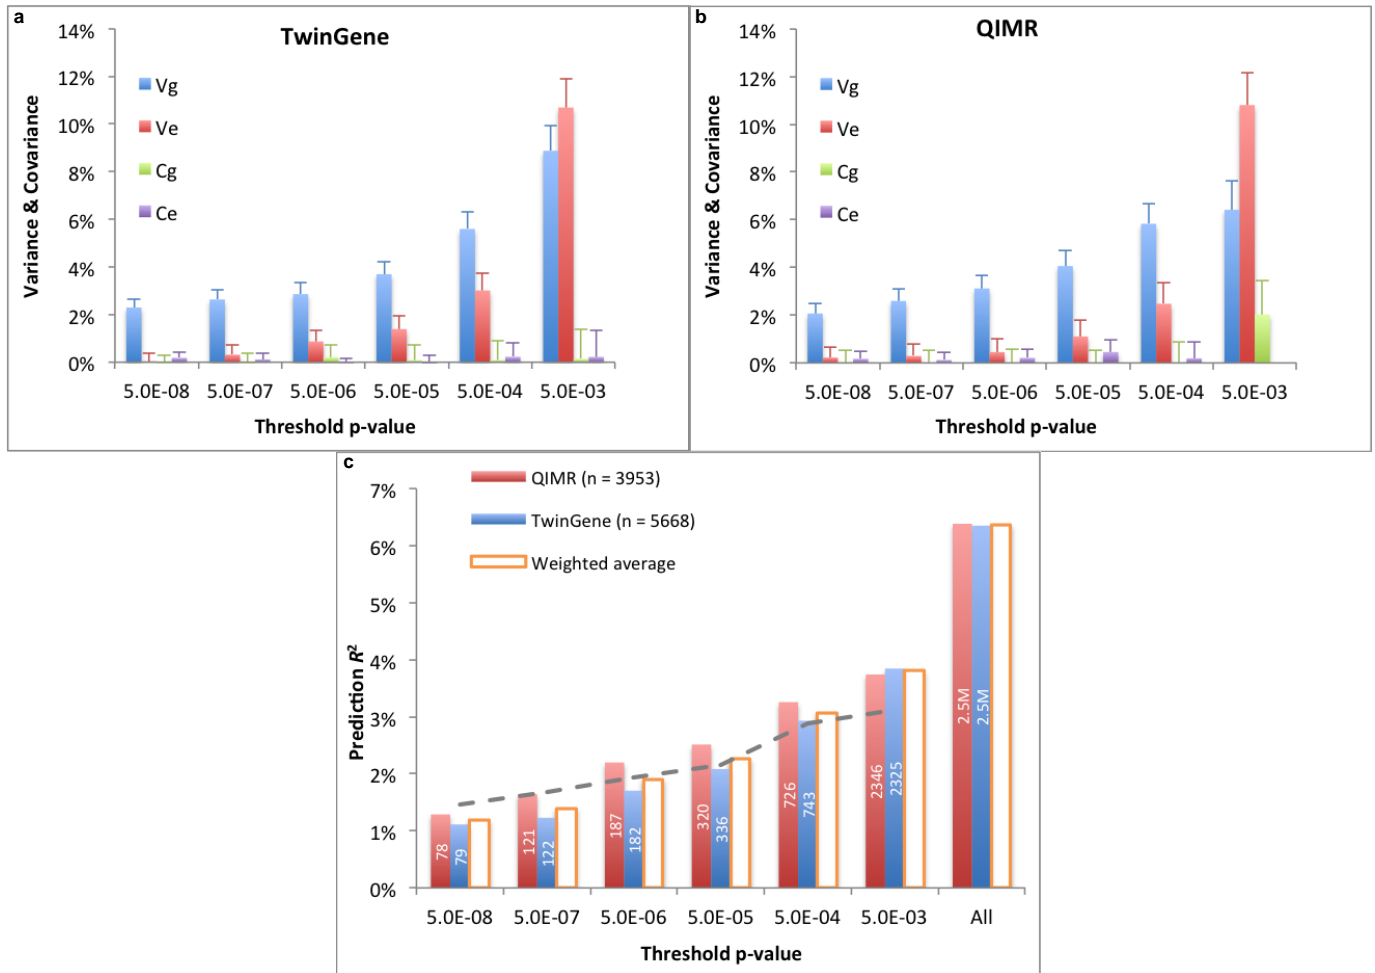 a
TwinGene
14%
12%
10%
8%
6%
4%
2%
0%
Variance & Covariance
Vg
Ve
Cg
Ce
5.0E-08 5.0E-07 5.0E-06 5.0E-05 5.0E-04 5.0E-03
Threshold p-value
b
QIMR
14%
12%
10%
8%
6%
4%
2%
0%
Variance & Covariance
Vg
Ve
Cg
Ce
5.0E-08 5.0E-07 5.0E-06 5.0E-05 5.0E-04 5.0E-03
Threshold p-value
c
QIMR (n = 3953)
TwinGene (n = 5668)
Weighted average
7%
6%
5%
4%
3%
2%
1%
0%
Prediction R²
78 79 121 122 187 182 320 336 726 743 2346 2325 2.5M 2.5M
5.0E-08 5.0E-07 5.0E-06 5.0E-05 5.0E-04 5.0E-03 All
Threshold p-value